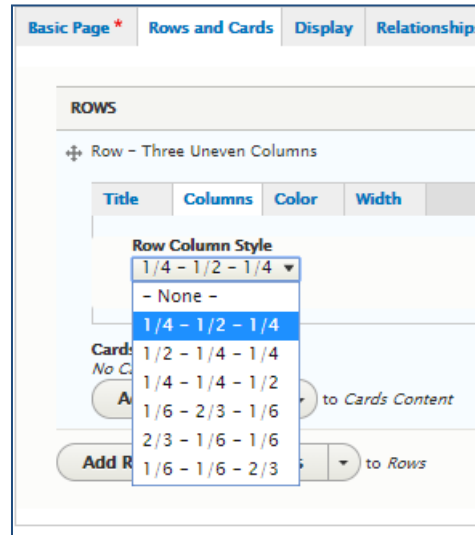 Basic Page * Rows and Cards Display Relationship
ROWS
Row - Three Uneven Columns
Title Columns Color Width
Row Column Style
1/4 - 1/2 - 1/4
- None -
1/4 - 1/2 - 1/4
1/2 - 1/4 - 1/4
1/4 - 1/4 - 1/2
1/6 - 2/3 - 1/6
2/3 - 1/6 - 1/6
1/6 - 1/6 - 2/3
Cards
No
to Cards Content
Add R to Rows